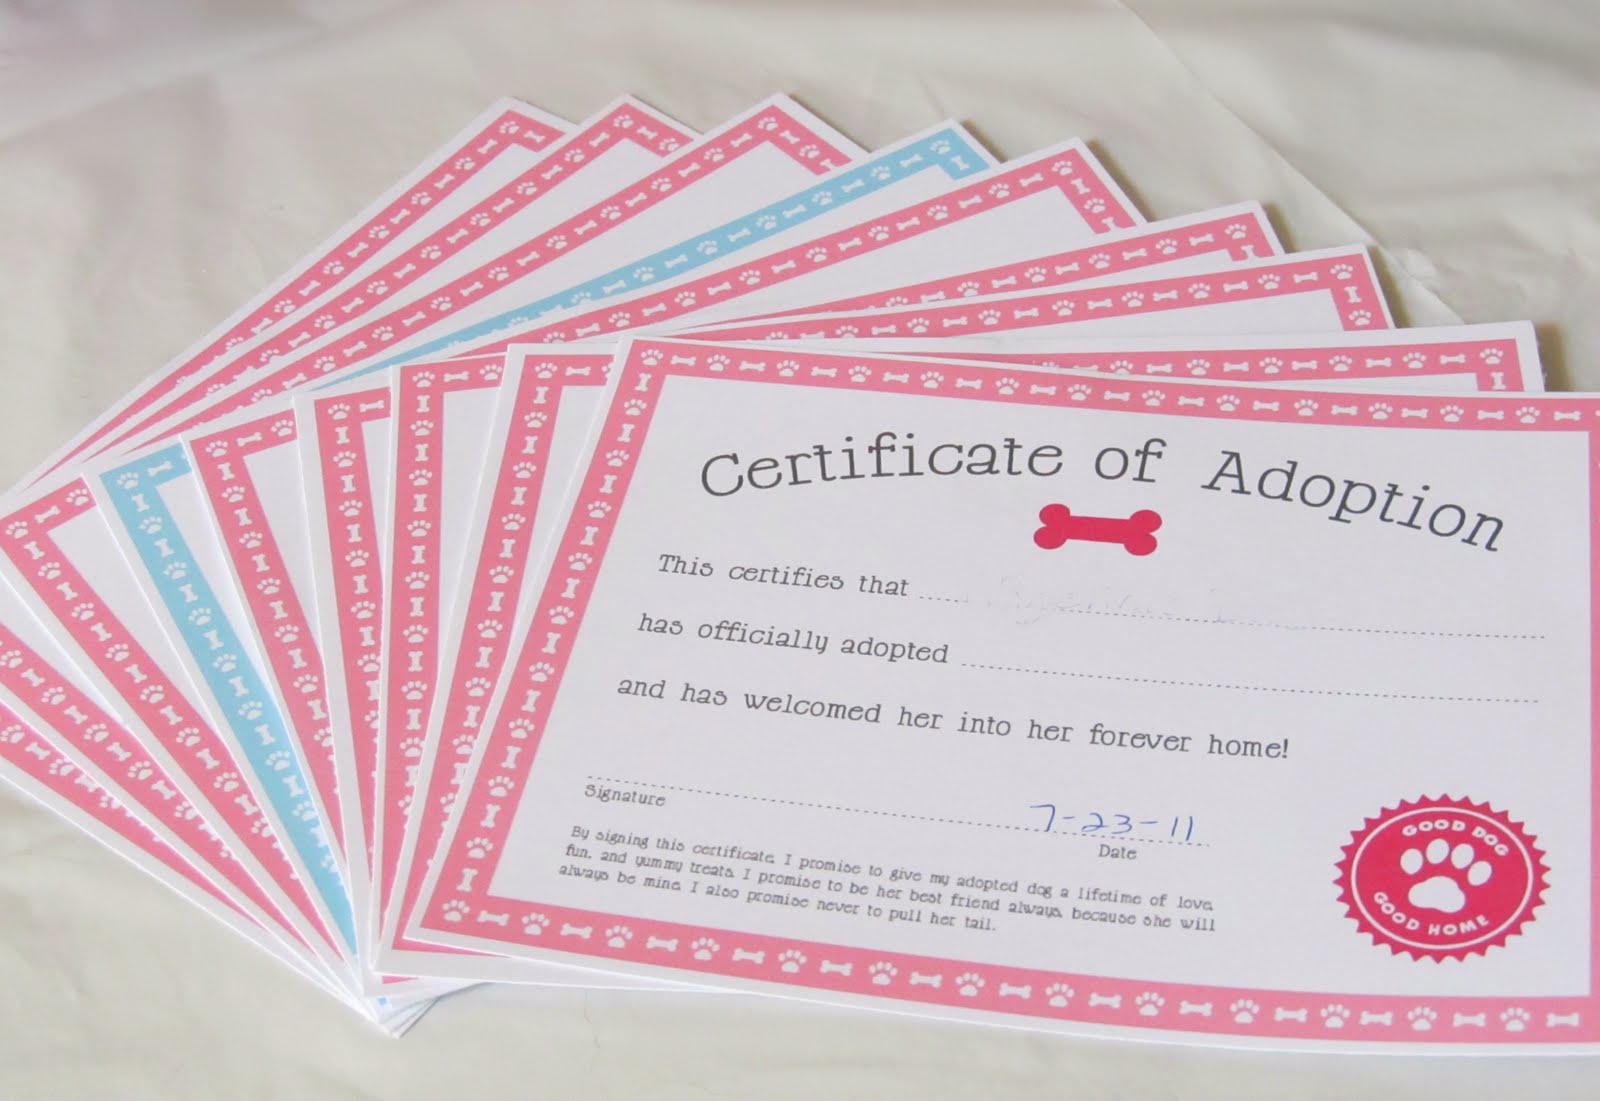 Certificate of Adoption
This certifies that
has officially adopted
and has welcomed her into her forever home!
7-23-11
Signature
Date
By signing this certificate, I promise to give my adopted dog a lifetime of love,
fun, and yummy treats. I promise to be her best friend always, because she will
always be mine. I also promise never to pull her tail.
GOOD DOG
GOOD HOME